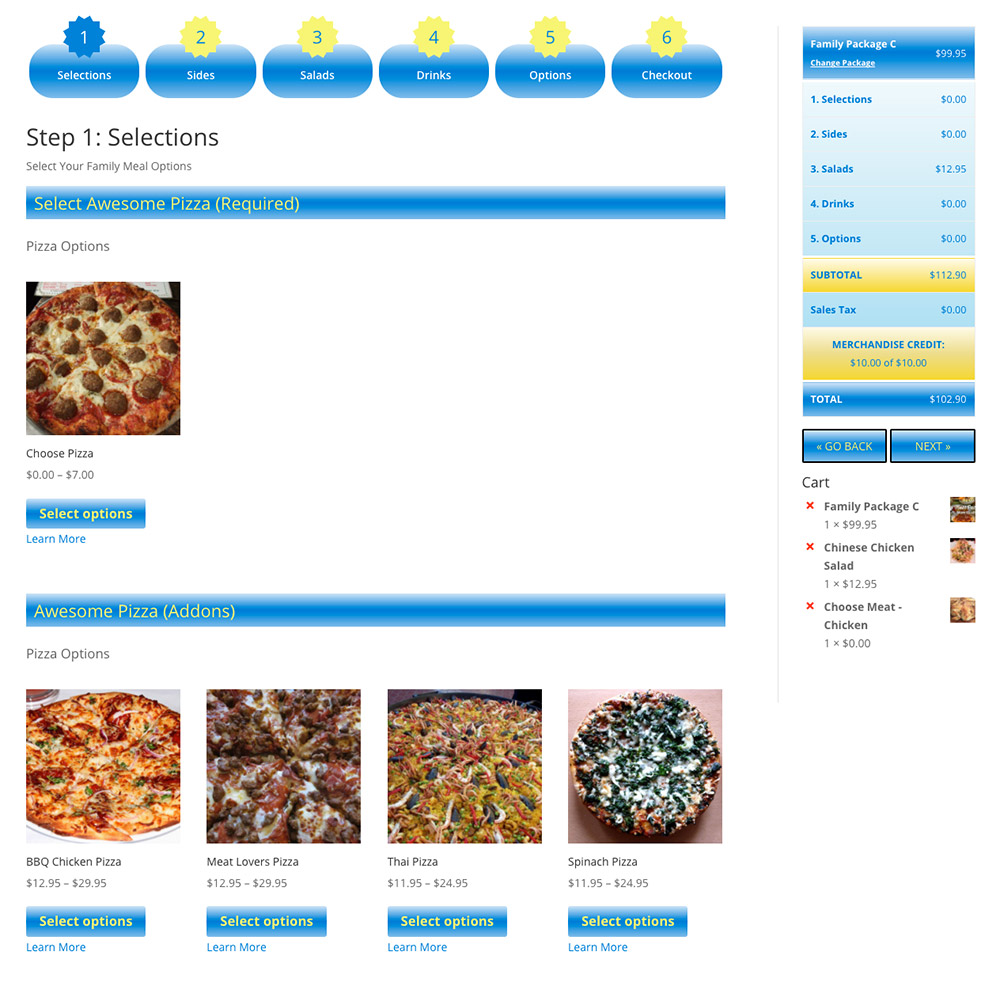 1
2
3
4
5
6
Selections
Sides
Salads
Drinks
Options
Checkout
Step 1: Selections
Select Your Family Meal Options
Select Awesome Pizza (Required)
Pizza Options
Choose Pizza
$0.00 – $7.00
Select options
Learn More
Awesome Pizza (Addons)
Pizza Options
BBQ Chicken Pizza
$12.95 – $29.95
Select options
Learn More
Meat Lovers Pizza
$12.95 – $29.95
Select options
Learn More
Thai Pizza
$11.95 – $24.95
Select options
Learn More
Spinach Pizza
$11.95 – $24.95
Select options
Learn More
Family Package C
Change Package
$99.95
1. Selections $0.00
2. Sides $0.00
3. Salads $12.95
4. Drinks $0.00
5. Options $0.00
SUBTOTAL $112.90
Sales Tax $0.00
MERCHANDISE CREDIT:
$10.00 of $10.00
TOTAL $102.90
« GO BACK
NEXT »
Cart
× Family Package C
1 × $99.95
× Chinese Chicken
Salad
1 × $12.95
× Choose Meat -
Chicken
1 × $0.00